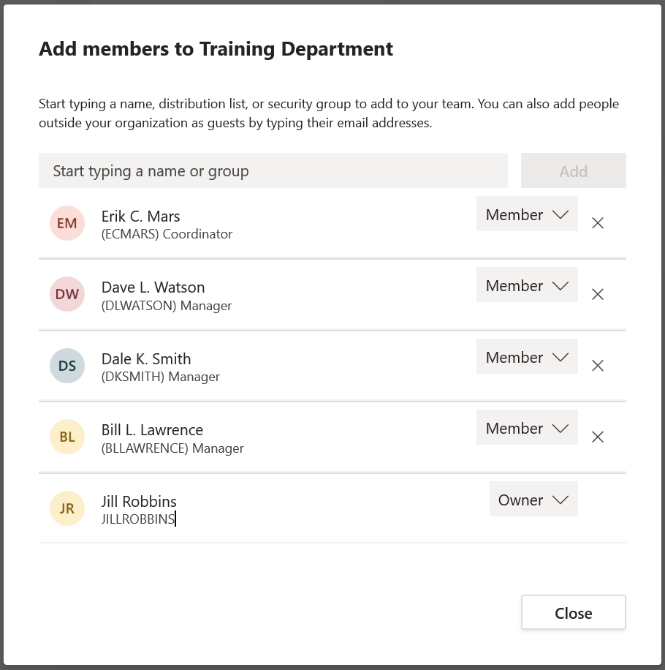 Add members to Training Department
Start typing a name, distribution list, or security group to add to your team. You can also add people
outside your organization as guests by typing their email addresses.
Start typing a name or group
Add
EM
Erik C. Mars
(ECMARS) Coordinator
Member
DW
Dave L. Watson
(DLWATSON) Manager
Member
DS
Dale K. Smith
(DKSMITH) Manager
Member
BL
Bill L. Lawrence
(BLLAWRENCE) Manager
Member
JR
Jill Robbins
JILLROBBINS
Owner
Close